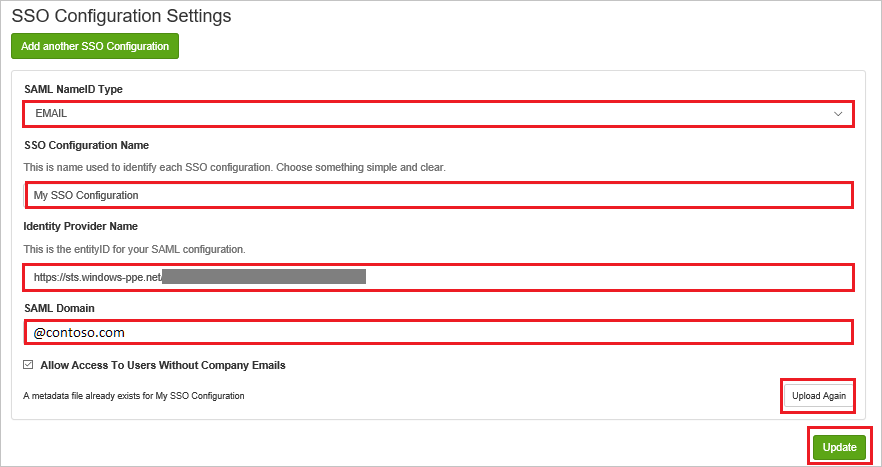 SSO Configuration Settings
Add another SSO Configuration
SAML NameID Type
EMAIL
SSO Configuration Name
This is name used to identify each SSO configuration. Choose something simple and clear.
My SSO Configuration
Identity Provider Name
This is the entityID for your SAML configuration.
https://sts.windows-ppe.net/
SAML Domain
@contoso.com
Allow Access To Users Without Company Emails
A metadata file already exists for My SSO Configuration
Upload Again
Update